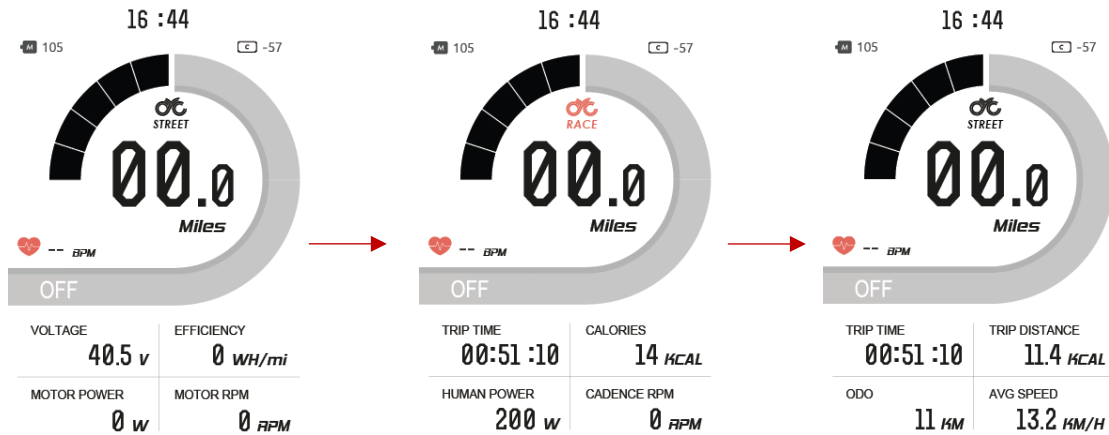 16 :44
M 105
C -57
STREET
00.0
Miles
-- BPM
OFF
VOLTAGE
40.5 V
EFFICIENCY
0 WH/mi
MOTOR POWER
0 W
MOTOR RPM
0 RPM
16 :44
M 105
C -57
RACE
00.0
Miles
-- BPM
OFF
TRIP TIME
00:51 :10
CALORIES
14 KCAL
HUMAN POWER
200 W
CADENCE RPM
0 RPM
16 :44
M 105
C -57
STREET
00.0
Miles
-- BPM
OFF
TRIP TIME
00:51 :10
TRIP DISTANCE
11.4 KCAL
ODO
11 KM
AVG SPEED
13.2 KM/H